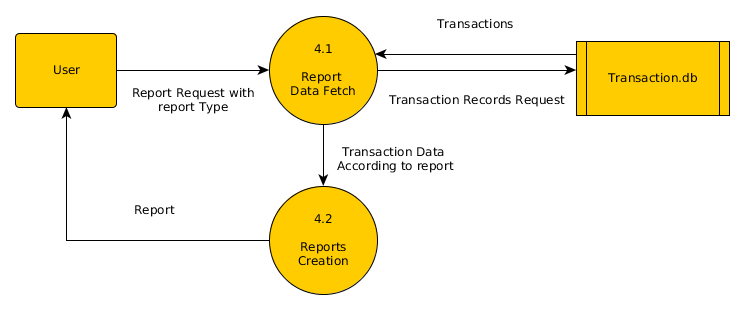 Transactions
User
4.1
Report
Data Fetch
Transaction.db
Report Request with
report Type
Transaction Records Request
Transaction Data
According to report
Report
4.2
Reports
Creation